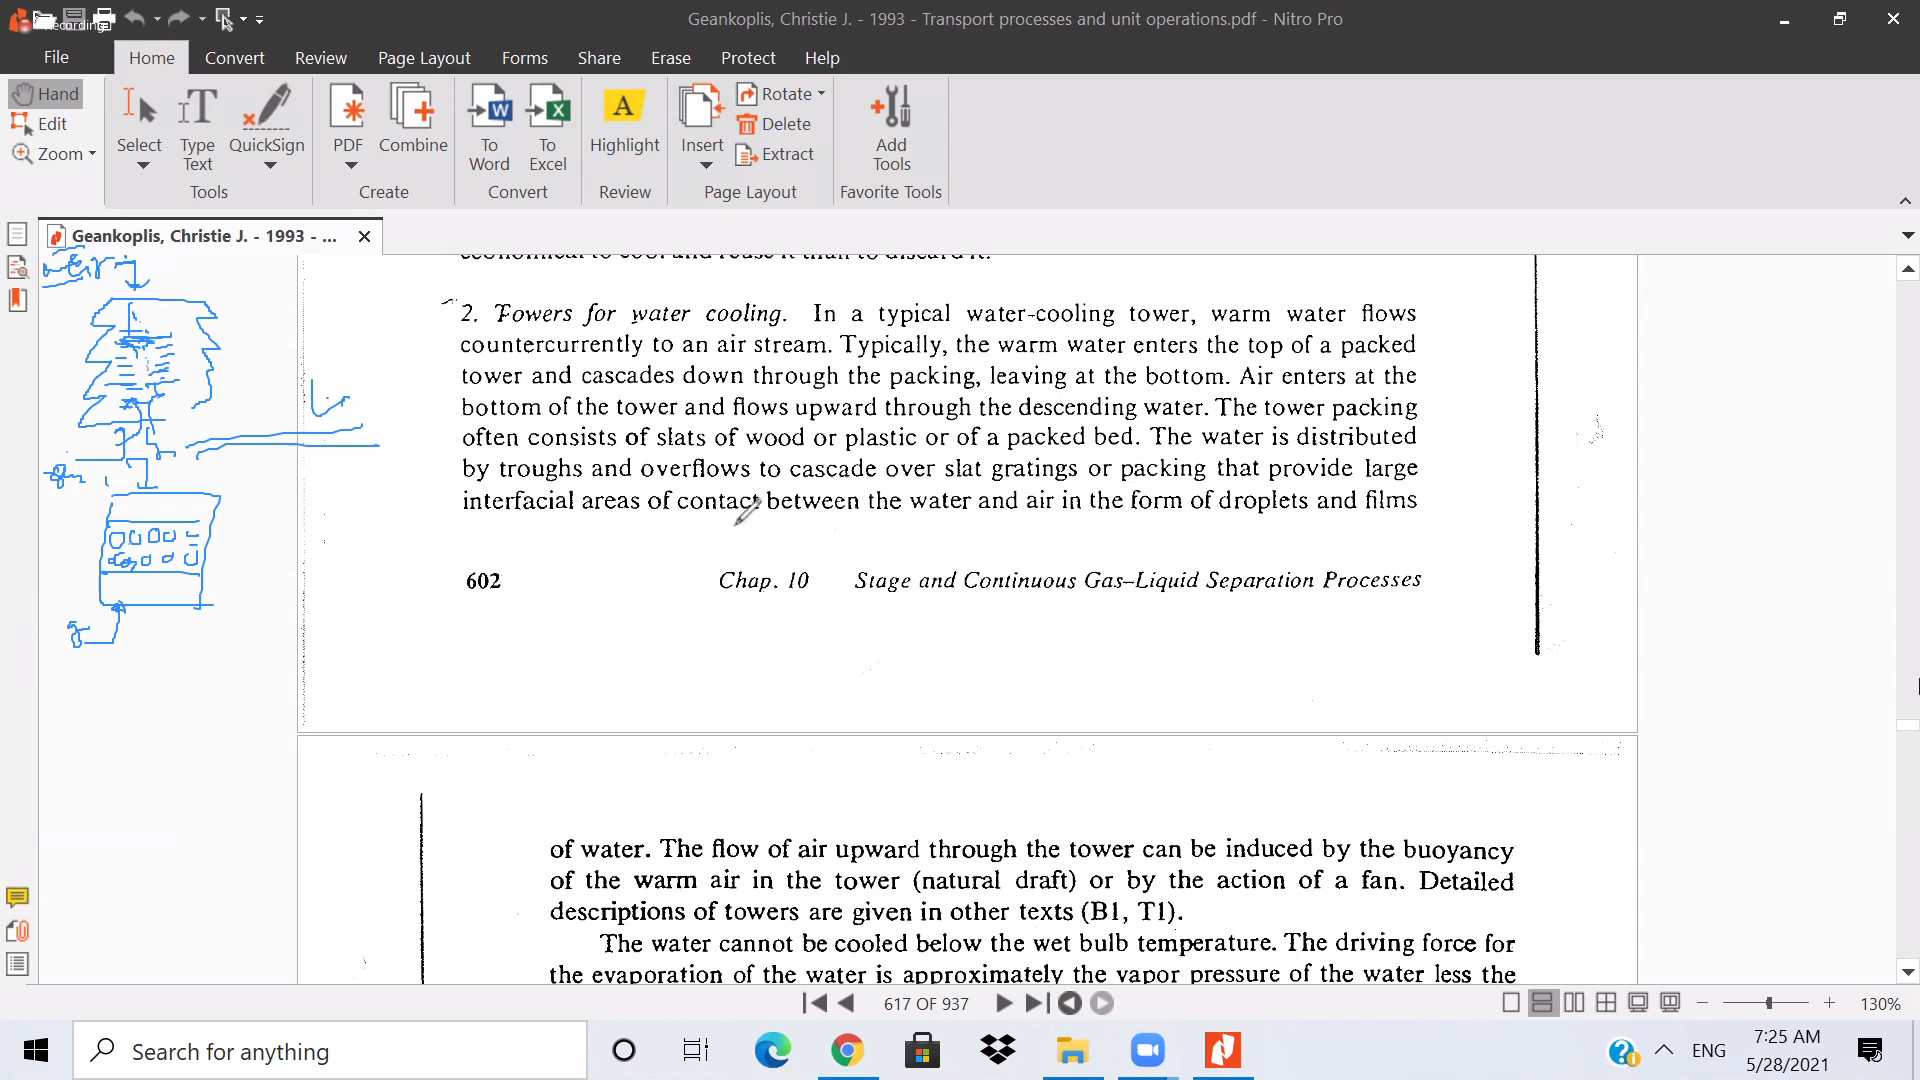 Recording
Geankoplis, Christie J. - 1993 - Transport processes and unit operations.pdf - Nitro Pro
File Home Convert Review Page Layout Forms Share Erase Protect Help
Hand
Edit
Zoom
Select
Type Text
QuickSign
Tools
PDF
Combine
Create
To Word
To Excel
Convert
Highlight
Review
Insert
Rotate
Delete
Extract
Page Layout
Add Tools
Favorite Tools
Geankoplis, Christie J. - 1993 - ...
economical to cool and reuse it than to discard it.
2. Towers for water cooling. In a typical water-cooling tower, warm water flows
countercurrently to an air stream. Typically, the warm water enters the top of a packed
tower and cascades down through the packing, leaving at the bottom. Air enters at the
bottom of the tower and flows upward through the descending water. The tower packing
often consists of slats of wood or plastic or of a packed bed. The water is distributed
by troughs and overflows to cascade over slat gratings or packing that provide large
interfacial areas of contact between the water and air in the form of droplets and films
602 Chap. 10 Stage and Continuous Gas–Liquid Separation Processes
of water. The flow of air upward through the tower can be induced by the buoyancy
of the warm air in the tower (natural draft) or by the action of a fan. Detailed
descriptions of towers are given in other texts (B1, T1).
The water cannot be cooled below the wet bulb temperature. The driving force for
the evaporation of the water is approximately the vapor pressure of the water less the
617 OF 937
130%
Search for anything
ENG
7:25 AM
5/28/2021